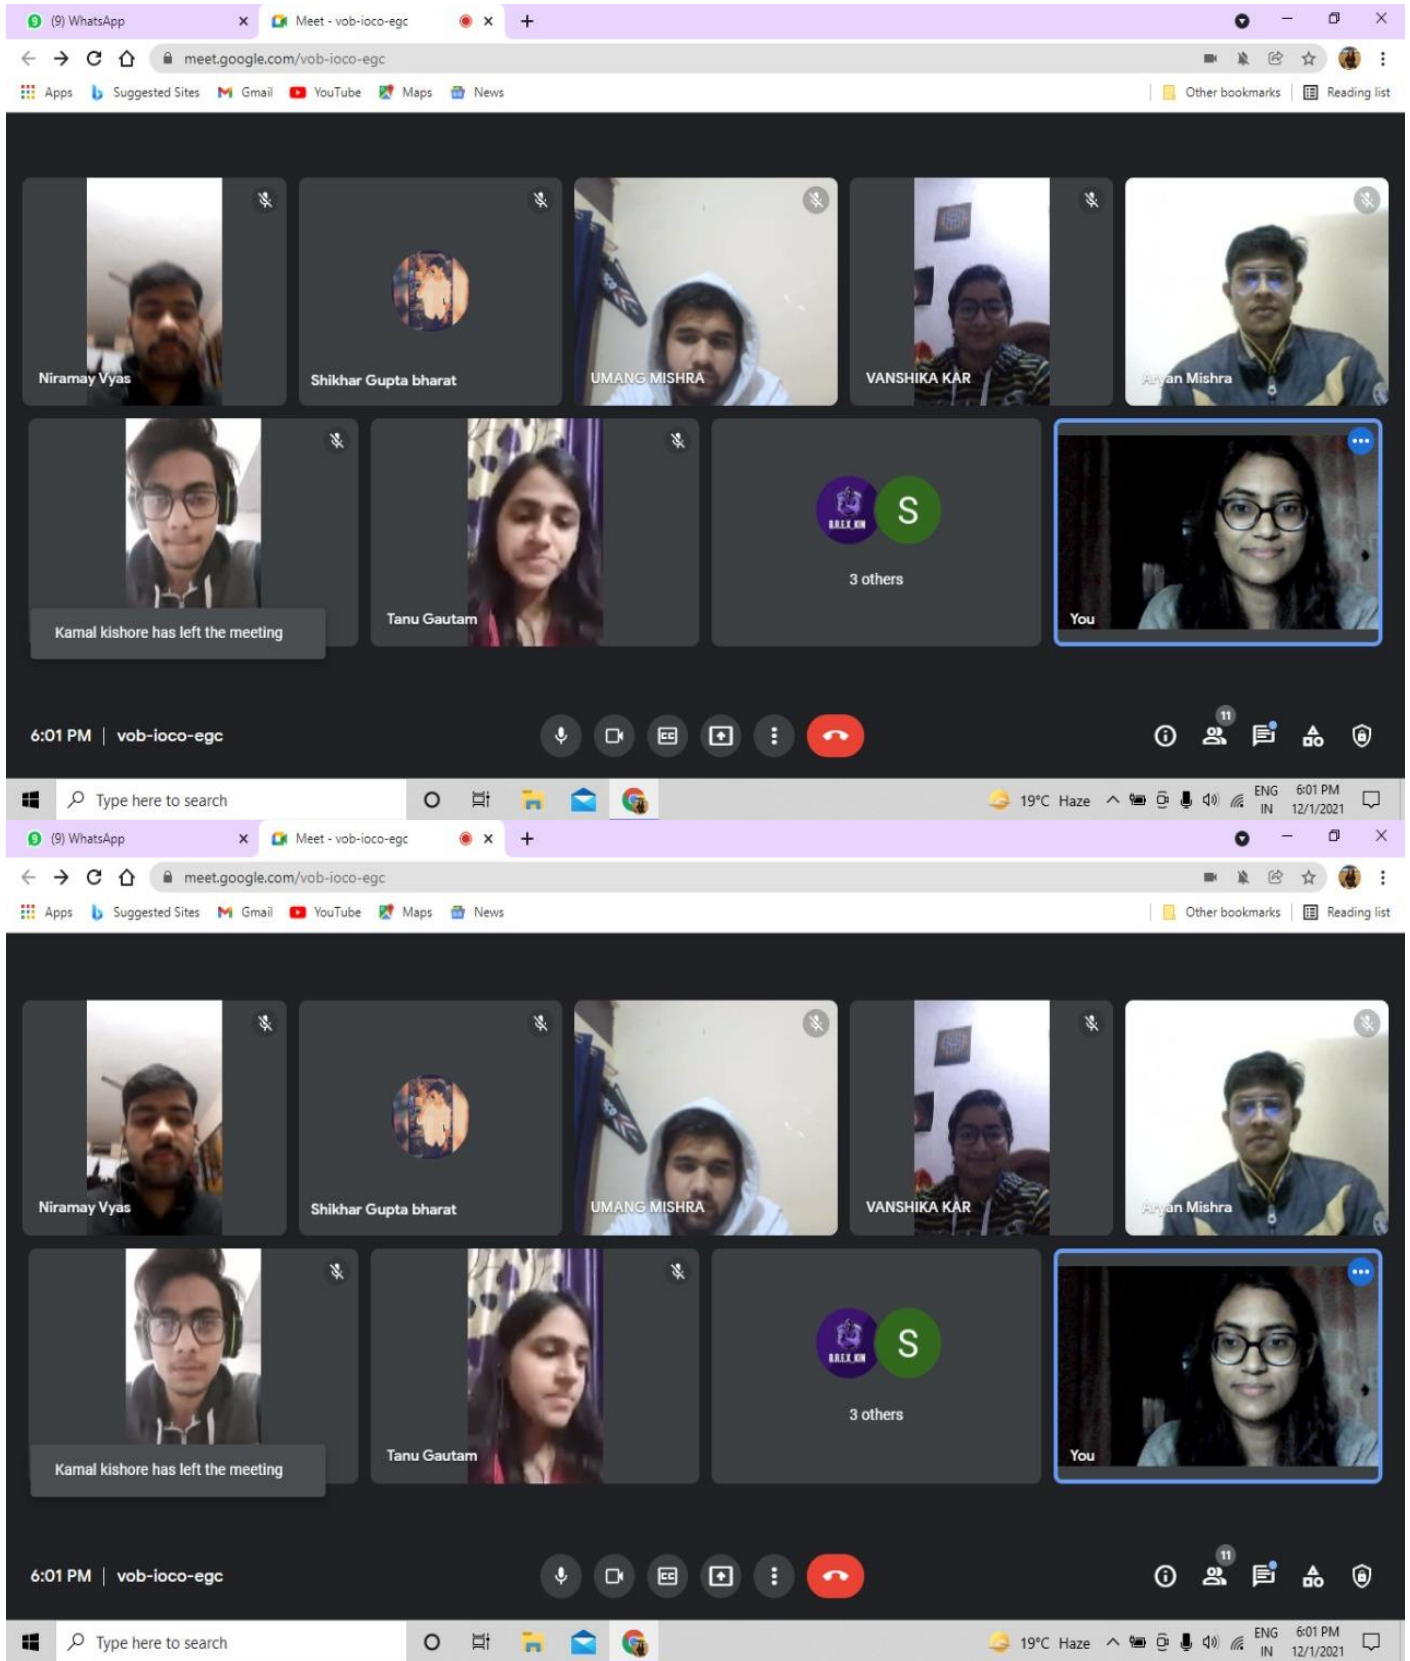 (9) WhatsApp
Meet - vob-ioco-egc
meet.google.com/vob-ioco-egc
Apps Suggested Sites Gmail YouTube Maps News Other bookmarks Reading list
Niramay Vyas
Shikhar Gupta bharat
UMANG MISHRA
VANSHIKA KAR
Aryan Mishra
Kamal kishore has left the meeting
Tanu Gautam
B.R.E.X_KIN
S
3 others
You
6:01 PM | vob-ioco-egc
CC
11
Type here to search
19°C Haze
ENG
IN
6:01 PM
12/1/2021
(9) WhatsApp
Meet - vob-ioco-egc
meet.google.com/vob-ioco-egc
Apps Suggested Sites Gmail YouTube Maps News Other bookmarks Reading list
Niramay Vyas
Shikhar Gupta bharat
UMANG MISHRA
VANSHIKA KAR
Aryan Mishra
Kamal kishore has left the meeting
Tanu Gautam
B.R.E.X_KIN
S
3 others
You
6:01 PM | vob-ioco-egc
CC
11
Type here to search
19°C Haze
ENG
IN
6:01 PM
12/1/2021